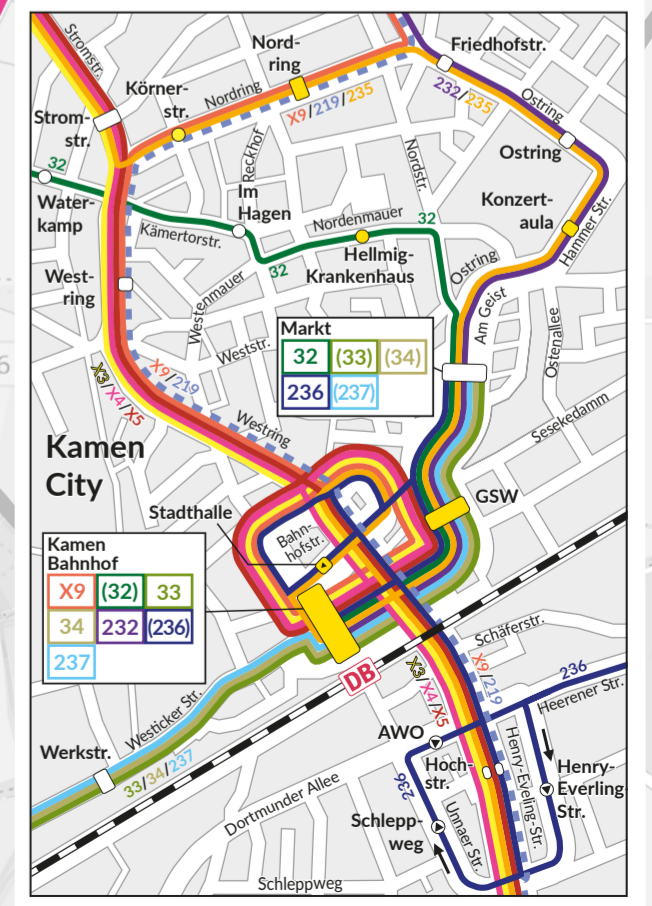 Stromstr.
Nord-
ring
Friedhofstr.
Körner-
str.
Nordring
X9/219/235
232/235
Ostring
Strom-
str.
Reckhof
Nordstr.
Ostring
32
Water-
kamp
Im
Hagen
Konzert-
aula
Hammer Str.
Kämertorstr.
Nordenmauer
32
32
Hellmig-
Krankenhaus
Ostring
West-
ring
Westenmauer
Am Geist
Ostenallee
Markt
32 (33) (34)
236 (237)
Weststr.
6
X3/X4/X5
X9/219
Westring
Sesekedamm
Kamen
City
Stadthalle
GSW
Bahn-
hofstr.
Kamen
Bahnhof
X9 (32) 33
34 232 (236)
237
Schäferstr.
DB
X3/X4/X5
X9/219
236
Heerener Str.
Westicker Str.
Werkstr.
33/34/237
AWO
Hoch-
str.
Henry-Eveling-Str.
Henry-
Everling
Str.
236
Dortmunder Allee
Schlepp-
weg
Unnaer Str.
Schleppweg